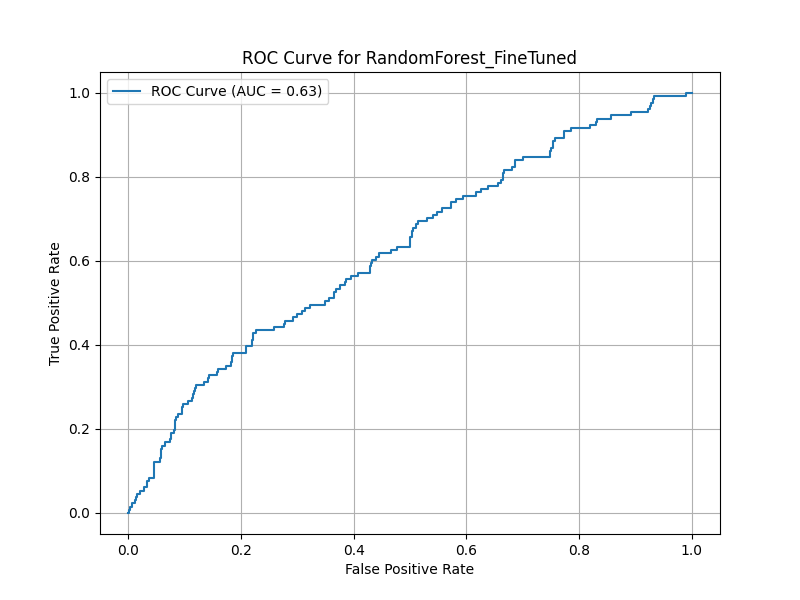 ROC Curve for RandomForest_FineTuned
ROC Curve (AUC = 0.63)
True Positive Rate
1.0
0.8
0.6
0.4
0.2
0.0
0.0 0.2 0.4 0.6 0.8 1.0
False Positive Rate